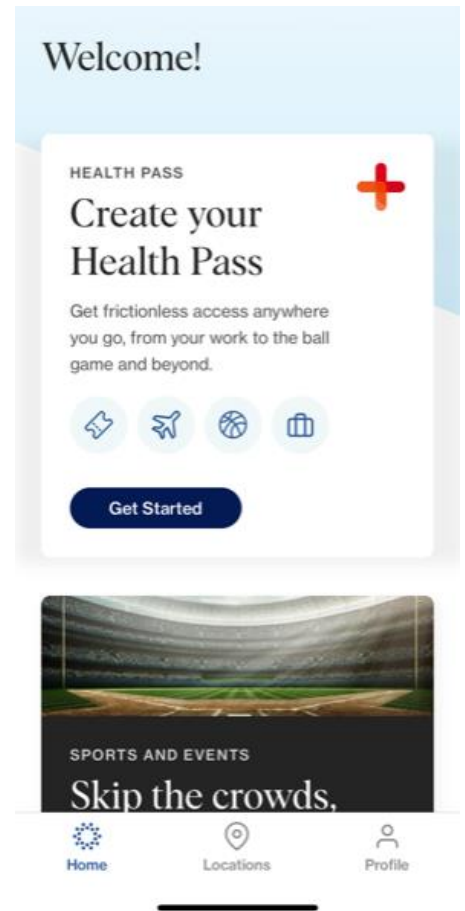 Welcome!
HEALTH PASS
Create your
Health Pass
Get frictionless access anywhere
you go, from your work to the ball
game and beyond.
Get Started
SPORTS AND EVENTS
Skip the crowds,
Home
Locations
Profile